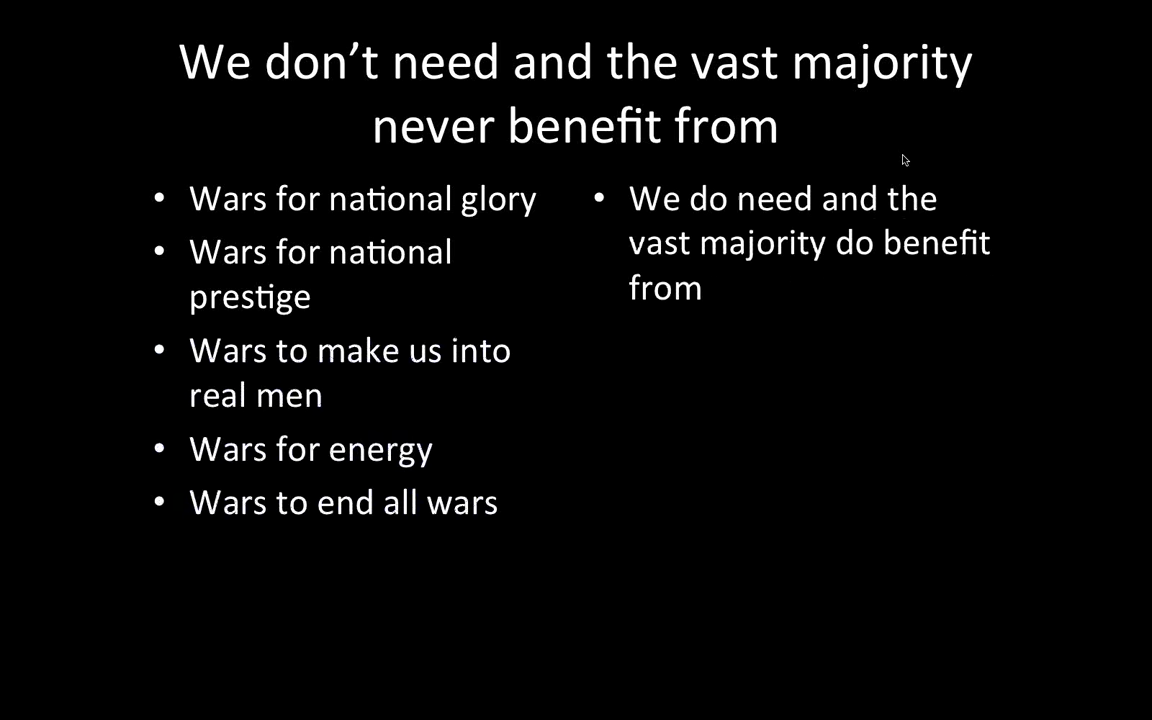 We don’t need and the vast majority
never benefit from
• Wars for national glory
• Wars for national
prestige
• Wars to make us into
real men
• Wars for energy
• Wars to end all wars
• We do need and the
vast majority do benefit
from